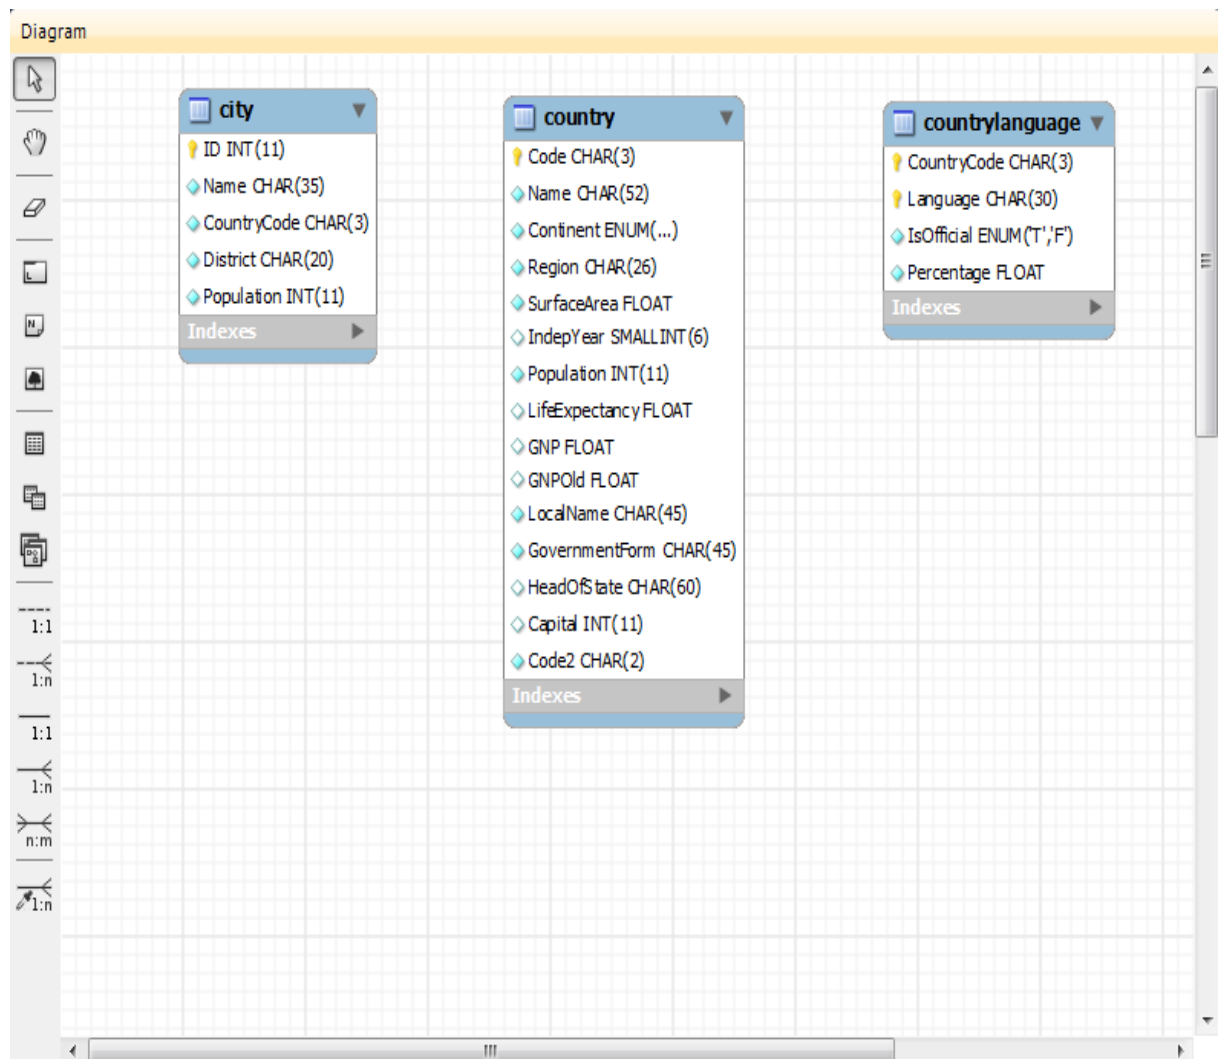 Diagram
city
ID INT(11)
Name CHAR(35)
CountryCode CHAR(3)
District CHAR(20)
Population INT(11)
Indexes
country
Code CHAR(3)
Name CHAR(52)
Continent ENUM(...)
Region CHAR(26)
SurfaceArea FLOAT
IndepYear SMALLINT(6)
Population INT(11)
LifeExpectancy FLOAT
GNP FLOAT
GNPOld FLOAT
LocalName CHAR(45)
GovernmentForm CHAR(45)
HeadOfState CHAR(60)
Capital INT(11)
Code2 CHAR(2)
Indexes
countrylanguage
CountryCode CHAR(3)
Language CHAR(30)
IsOfficial ENUM('T','F')
Percentage FLOAT
Indexes
1:1
1:n
1:1
1:n
n:m
1:n